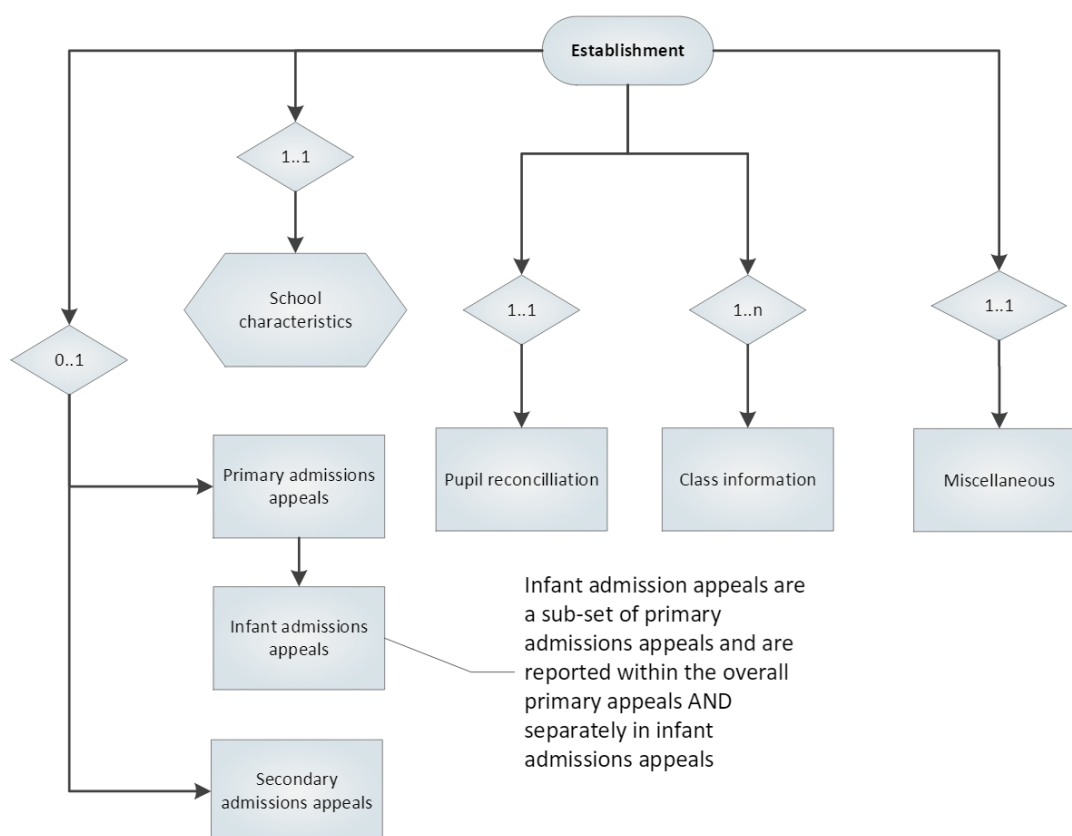 Establishment
1..1
School
characteristics
1..1
1..n
1..1
0..1
Primary admissions
appeals
Pupil reconcilliation
Class information
Miscellaneous
Infant admissions
appeals
Infant admission appeals are
a sub-set of primary
admissions appeals and are
reported within the overall
primary appeals AND
separately in infant
admissions appeals
Secondary
admissions appeals